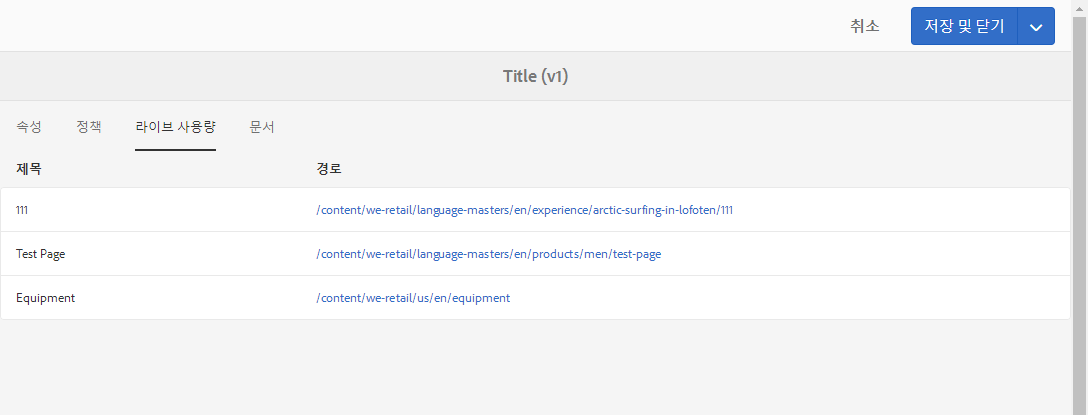 취소 저장 및 닫기
Title (v1)
속성 정책 라이브 사용량 문서
제목 경로
111 /content/we-retail/language-masters/en/experience/arctic-surfing-in-lofoten/111
Test Page /content/we-retail/language-masters/en/products/men/test-page
Equipment /content/we-retail/us/en/equipment